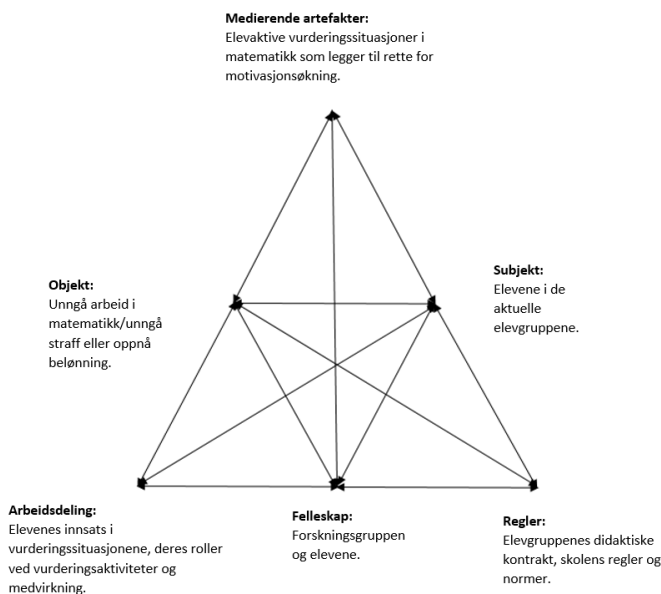 Medierende artefakter:
Elevaktive vurderingssituasjoner i
matematikk som legger til rette for
motivasjonsøkning.
Objekt:
Unngå arbeid i
matematikk/unngå
straff eller oppnå
belønning.
Subjekt:
Elevene i de
aktuelle
elevgruppene.
Arbeidsdeling:
Elevenes innsats i
vurderingssituasjonene, deres roller
ved vurderingsaktiviteter og
medvirkning.
Felleskap:
Forskningsgruppen
og elevene.
Regler:
Elevgruppenes didaktiske
kontrakt, skolens regler og
normer.